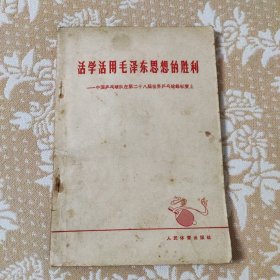 活学活用毛泽东思想的胜利
——中国乒乓球队在第二十八届世界乒乓球锦标赛上
人民体育出版社